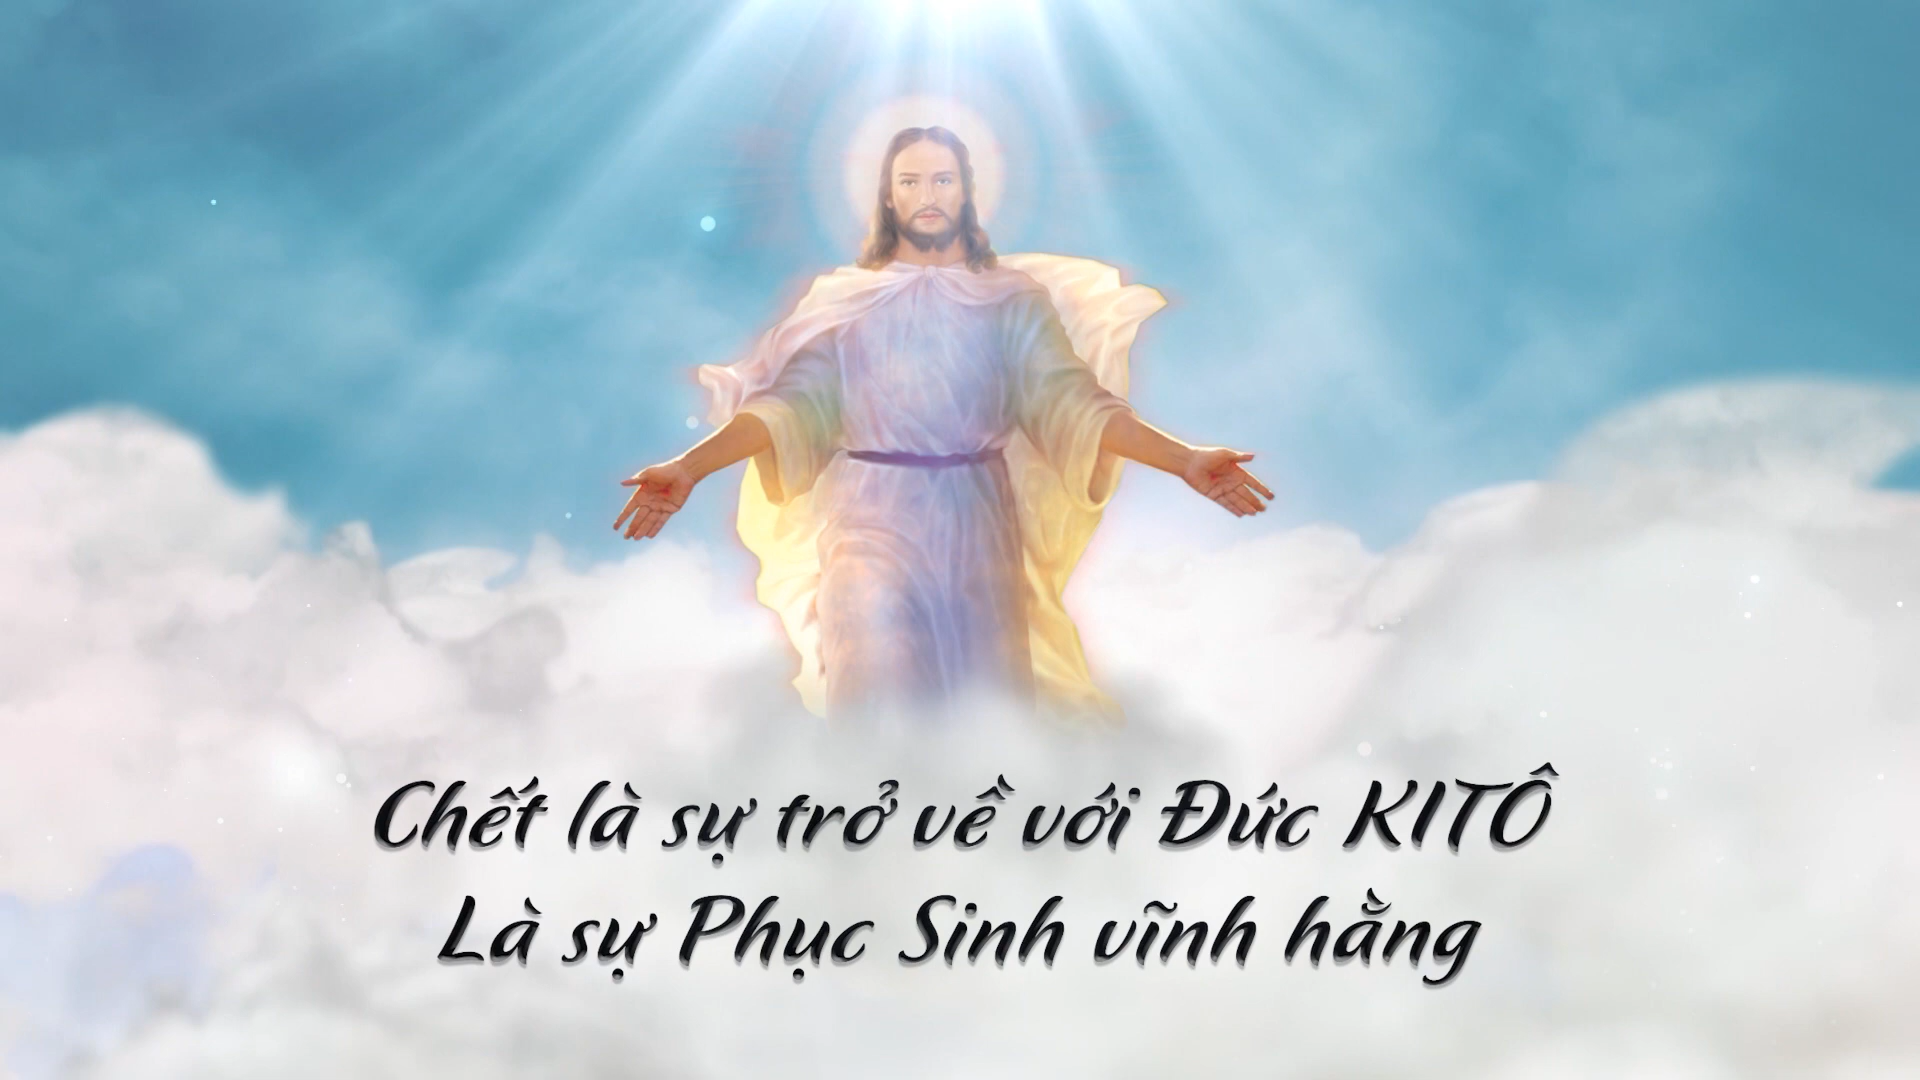 Chết là sự trở về với Đức KITÔ
Là sự Phục Sinh vĩnh hằng